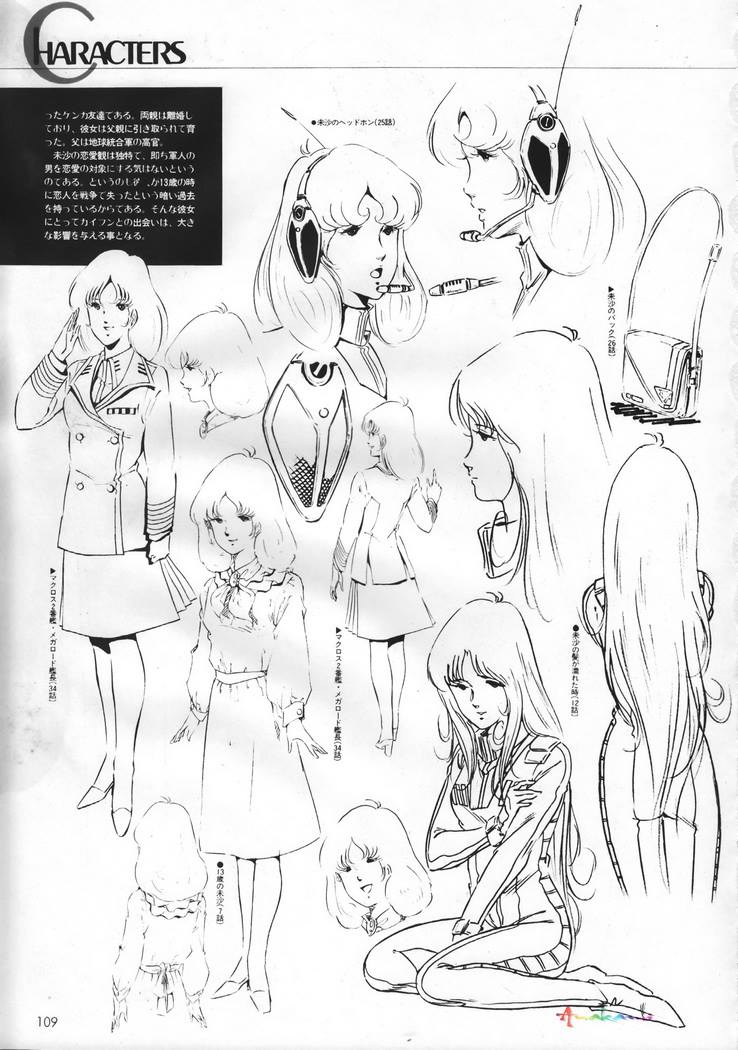 CHARACTERS
ったケンカ友達である。両親は離婚し
ており、彼女は父親に引き取られて育
った。父は地球統合軍の高官。
未沙の恋愛観は独特で、即ち軍人の
男を恋愛の対象にする気はないという
のである。というのも、か13歳の時
に恋人を戦争で失ったという暗い過去
を持っているからである。そんな彼女
にとってカイフンとの出会いは、大き
な影響を与える事となる。
●未沙のヘッドホン(25話)
▶未沙のバック(26話)
▶マクロス2番艦・メガロード艦長(34話)
▶マクロス2番艦・メガロード艦長(34話)
●未沙の髪が濡れた時(12話)
●13歳の未沙(7話)
109